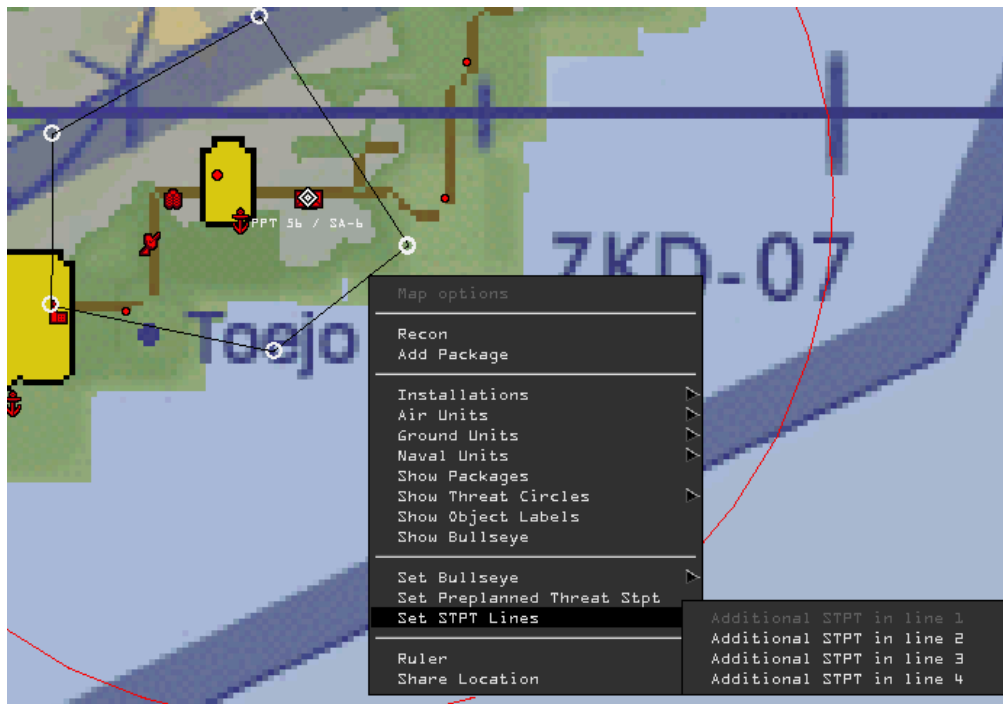 PPT 56 / SA-6
ZKD-07
Toejo
Map options
Recon
Add Package
Installations
Air Units
Ground Units
Naval Units
Show Packages
Show Threat Circles
Show Object Labels
Show Bullseye
Set Bullseye
Set Preplanned Threat Stpt
Set STPT Lines
Additional STPT in line 1
Additional STPT in line 2
Additional STPT in line 3
Additional STPT in line 4
Ruler
Share Location